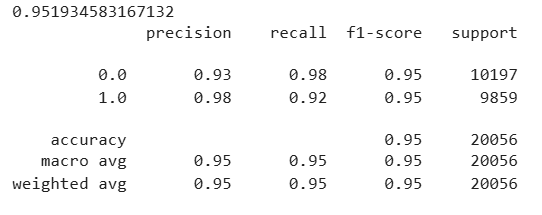 0.951934583167132
precision recall f1-score support
0.0 0.93 0.98 0.95 10197
1.0 0.98 0.92 0.95 9859
accuracy 0.95 20056
macro avg 0.95 0.95 0.95 20056
weighted avg 0.95 0.95 0.95 20056